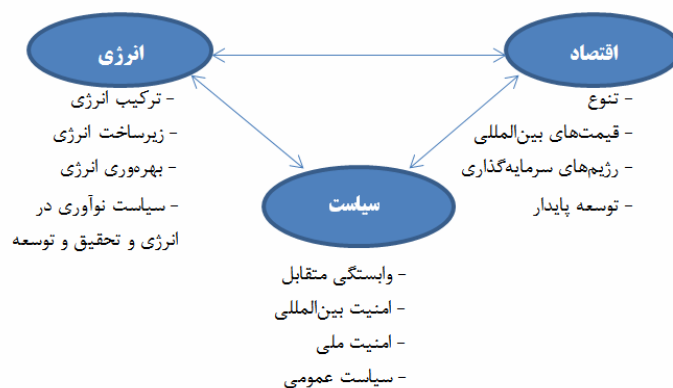 اقتصاد
- تنوع
- قیمت‌های بین‌المللی
- رژیم‌های سرمایه‌گذاری
- توسعه پایدار
انرژی
- ترکیب انرژی
- زیرساخت انرژی
- بهره‌وری انرژی
- سیاست نوآوری در
انرژی و تحقیق و توسعه
سیاست
- وابستگی متقابل
- امنیت بین‌المللی
- امنیت ملی
- سیاست عمومی